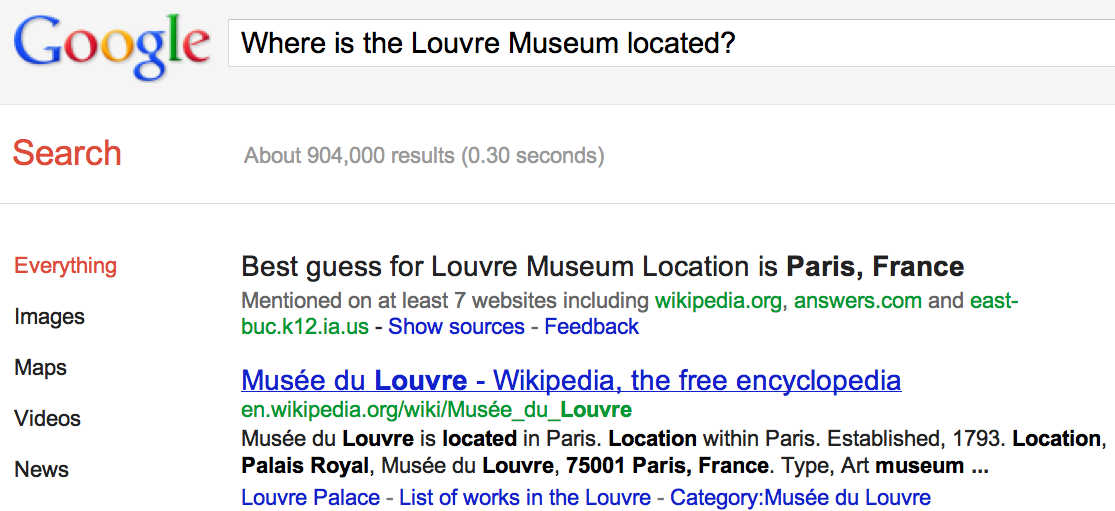 Google
Where is the Louvre Museum located?
Search
About 904,000 results (0.30 seconds)
Everything
Images
Maps
Videos
News
Best guess for Louvre Museum Location is Paris, France
Mentioned on at least 7 websites including wikipedia.org, answers.com and east-
buc.k12.ia.us - Show sources - Feedback
Musée du Louvre - Wikipedia, the free encyclopedia
en.wikipedia.org/wiki/Musée_du_Louvre
Musée du Louvre is located in Paris. Location within Paris. Established, 1793. Location,
Palais Royal, Musée du Louvre, 75001 Paris, France. Type, Art museum ...
Louvre Palace - List of works in the Louvre - Category:Musée du Louvre